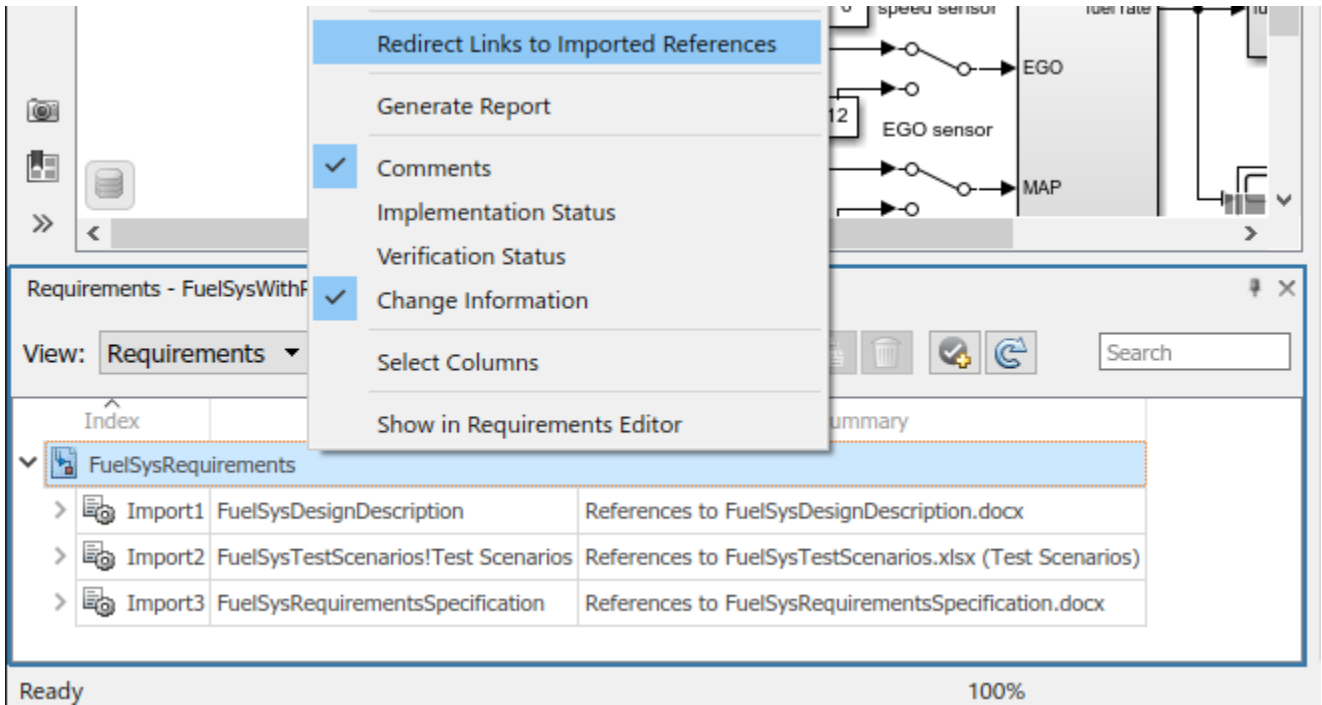 speed sensor
fuel rate
Redirect Links to Imported References
EGO
Generate Report
12
EGO sensor
Comments
MAP
Implementation Status
Verification Status
Requirements - FuelSysWith
Change Information
View: Requirements
Search
Select Columns
Index
ummary
Show in Requirements Editor
FuelSysRequirements
Import1 FuelSysDesignDescription References to FuelSysDesignDescription.docx
Import2 FuelSysTestScenarios!Test Scenarios References to FuelSysTestScenarios.xlsx (Test Scenarios)
Import3 FuelSysRequirementsSpecification References to FuelSysRequirementsSpecification.docx
Ready 100%